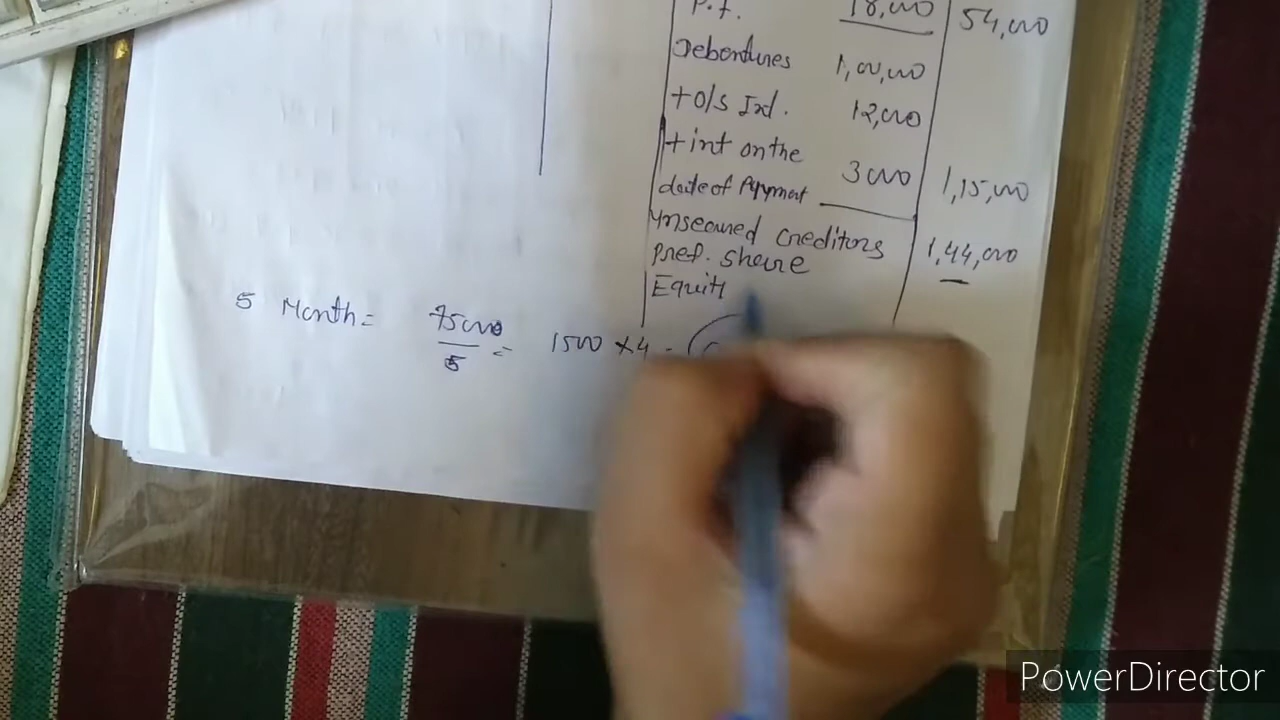 P.f. 18,000 54,000
Debentures 1,00,000
+ o/s Int. 12,000
+ int on the
date of Payment 3000 1,15,000
Unsecured creditors 1,44,000
Pref. share
Equit
5 Month = 7500 / 5 = 1500 × 4 =
PowerDirector